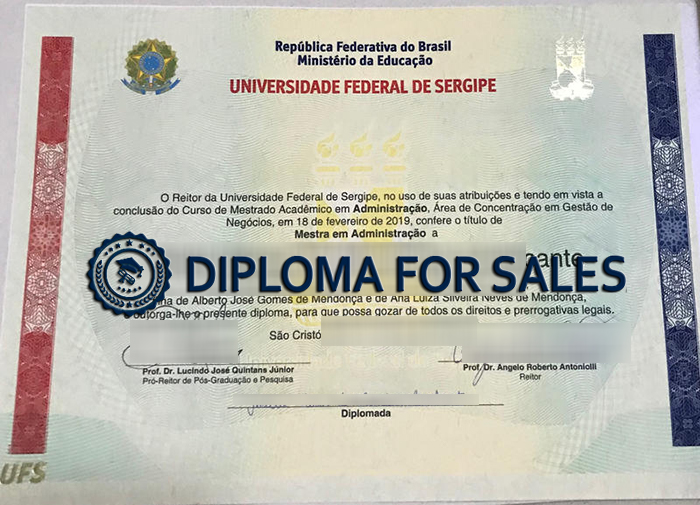 República Federativa do Brasil
Ministério da Educação
UNIVERSIDADE FEDERAL DE SERGIPE
O Reitor da Universidade Federal de Sergipe, no uso de suas atribuições e tendo em vista a
conclusão do Curso de Mestrado Acadêmico em Administração, Área de Concentração em Gestão de
Negócios, em 18 de fevereiro de 2019, confere o título de
Mestra em Administração a
DIPLOMA FOR SALES
de Alberto José Gomes de Mendonça e de Ana Luiza Silveira Neves de Mendonça,
outorga-lhe o presente diploma, para que possa gozar de todos os direitos e prerrogativas legais.
São Cristó
Prof. Dr. Lucindo José Quintans Júnior
Pró-Reitor de Pós-Graduação e Pesquisa
Prof. Dr. Angelo Roberto Antoniolli
Reitor
Diplomada
UFS